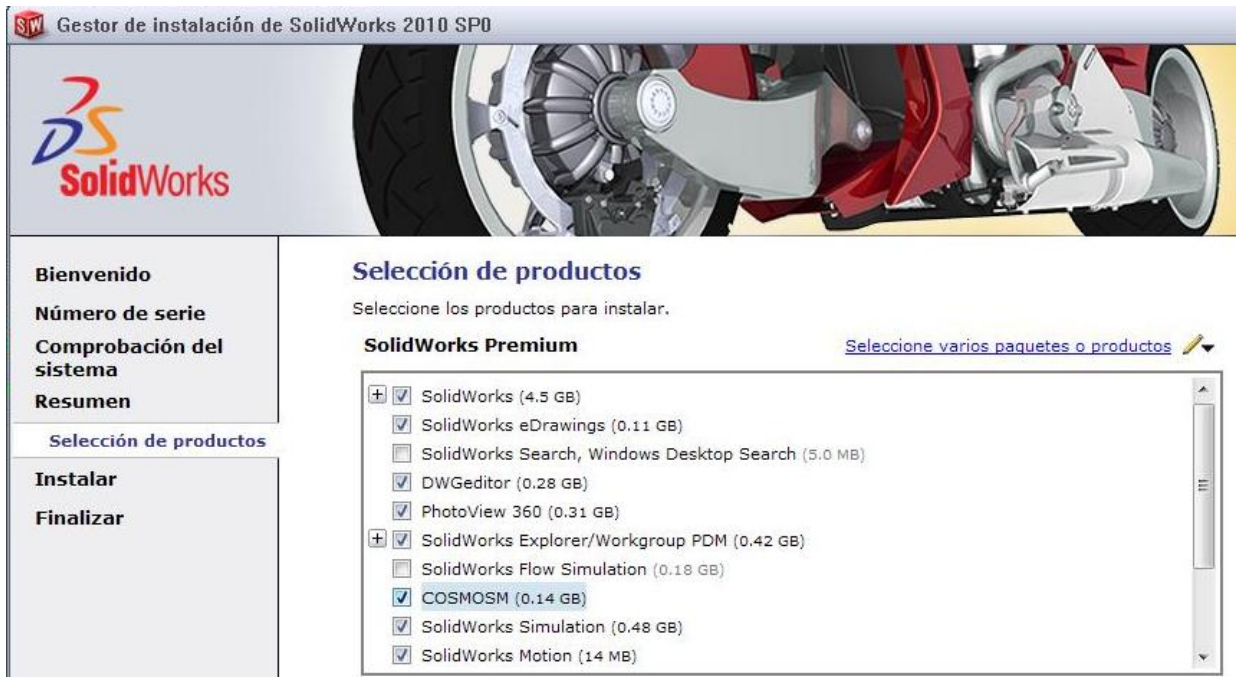 Gestor de instalación de SolidWorks 2010 SP0
SolidWorks
Bienvenido
Número de serie
Comprobación del
sistema
Resumen
Selección de productos
Instalar
Finalizar
Selección de productos
Seleccione los productos para instalar.
SolidWorks Premium
Seleccione varios paquetes o productos
SolidWorks (4.5 GB)
SolidWorks eDrawings (0.11 GB)
SolidWorks Search, Windows Desktop Search (5.0 MB)
DWGeditor (0.28 GB)
PhotoView 360 (0.31 GB)
SolidWorks Explorer/Workgroup PDM (0.42 GB)
SolidWorks Flow Simulation (0.18 GB)
COSMOSM (0.14 GB)
SolidWorks Simulation (0.48 GB)
SolidWorks Motion (14 MB)